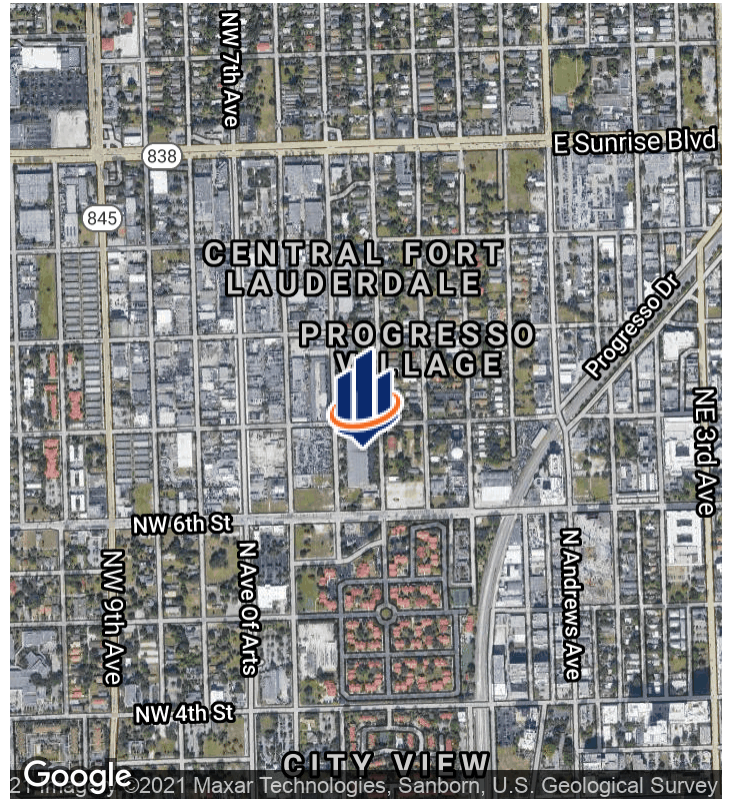 NW 7th Ave
E Sunrise Blvd
838
845
CENTRAL FORT
LAUDERDALE
PROGRESSO
VILLAGE
Progresso Dr
NE 3rd Ave
NW 6th St
NW 9th Ave
N Ave Of Arts
N Andrews Ave
NW 4th St
CITY VIEW
Google
Imagery ©2021 Maxar Technologies, Sanborn, U.S. Geological Survey